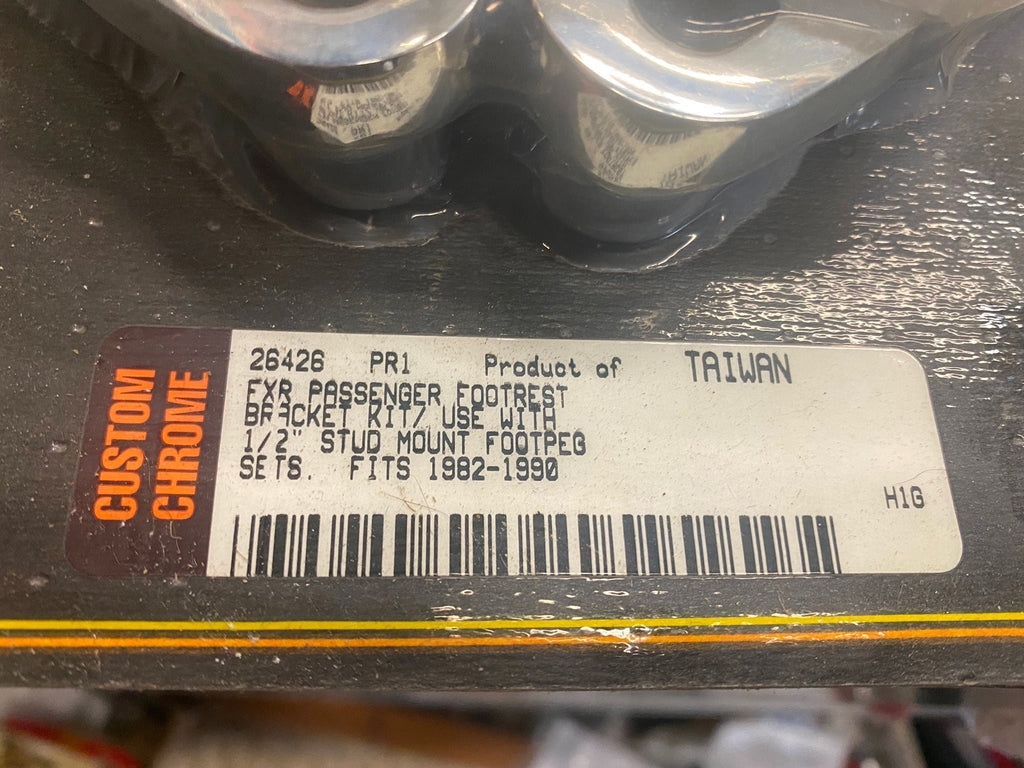 CUSTOM
CHROME
26426 PR1 Product of TAIWAN
FXR PASSENGER FOOTREST
BRACKET KIT/ USE WITH
1/2" STUD MOUNT FOOTPEG
SETS. FITS 1982-1990
H1G